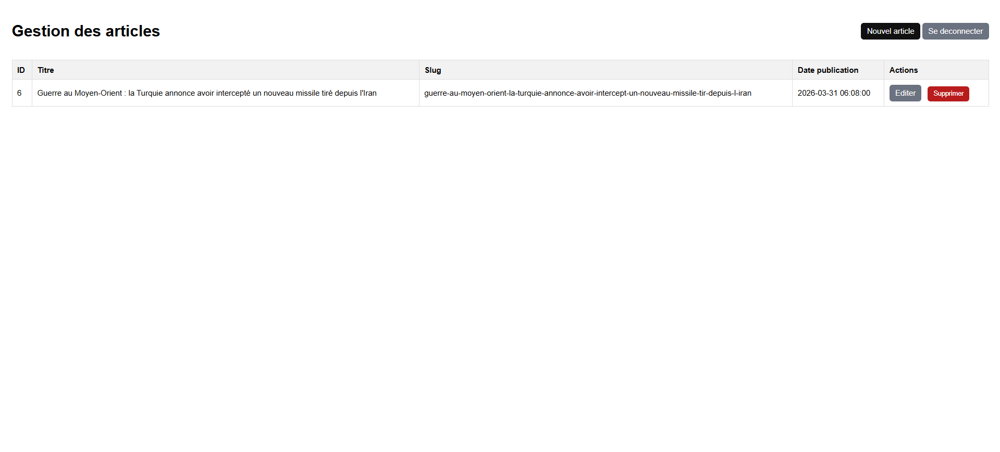 Gestion des articles
Nouvel article Se deconnecter
ID Titre Slug Date publication Actions
6 Guerre au Moyen-Orient : la Turquie annonce avoir intercepté un nouveau missile tiré depuis l'Iran guerre-au-moyen-orient-la-turquie-annonce-avoir-intercept-un-nouveau-missile-tir-depuis-l-iran 2026-03-31 06:08:00 Editer Supprimer